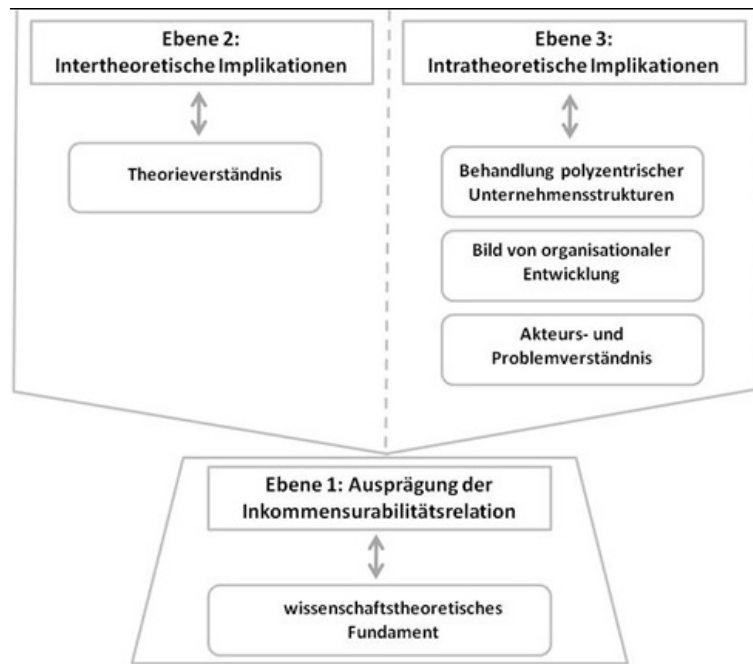 Ebene 2:
Intertheoretische Implikationen
Theorieverständnis
Ebene 3:
Intratheoretische Implikationen
Behandlung polyzentrischer
Unternehmensstrukturen
Bild von organisationaler
Entwicklung
Akteurs- und
Problemverständnis
Ebene 1: Ausprägung der
Inkommensurabilitätsrelation
wissenschaftstheoretisches
Fundament